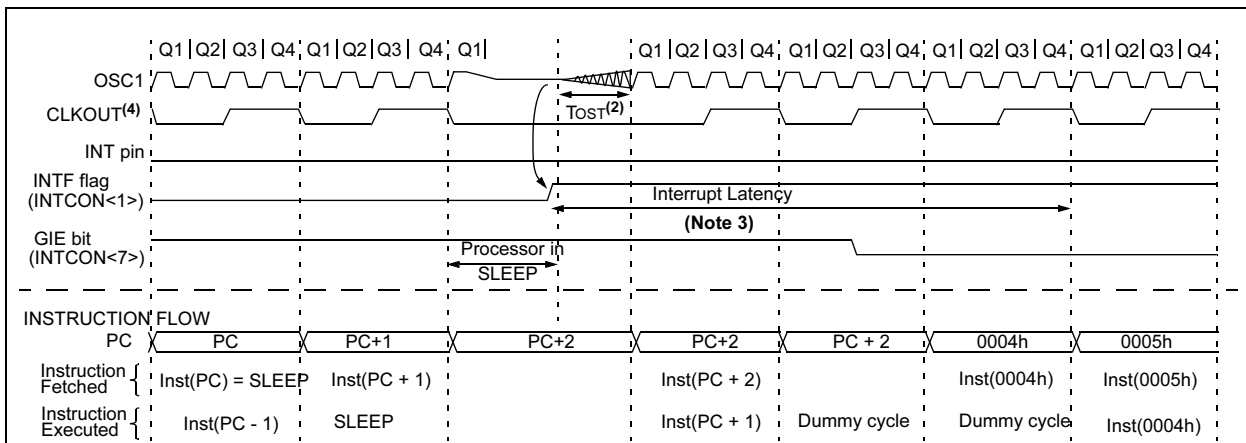 Q1 Q2 Q3 Q4 Q1 Q2 Q3 Q4 Q1 Q1 Q2 Q3 Q4 Q1 Q2 Q3 Q4 Q1 Q2 Q3 Q4 Q1 Q2 Q3 Q4
OSC1
CLKOUT(4) TOST(2)
INT pin
INTF flag
(INTCON<1>) Interrupt Latency
(Note 3)
GIE bit
(INTCON<7>) Processor in
SLEEP
INSTRUCTION FLOW
PC PC PC+1 PC+2 PC+2 PC + 2 0004h 0005h
Instruction
Fetched Inst(PC) = SLEEP Inst(PC + 1) Inst(PC + 2) Inst(0004h) Inst(0005h)
Instruction
Executed Inst(PC - 1) SLEEP Inst(PC + 1) Dummy cycle Dummy cycle Inst(0004h)